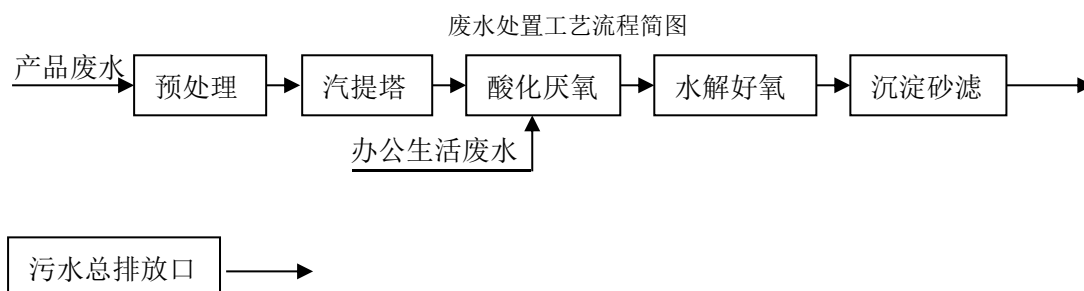 废水处置工艺流程简图
产品废水
预处理
汽提塔
酸化厌氧
水解好氧
沉淀砂滤
办公生活废水
污水总排放口